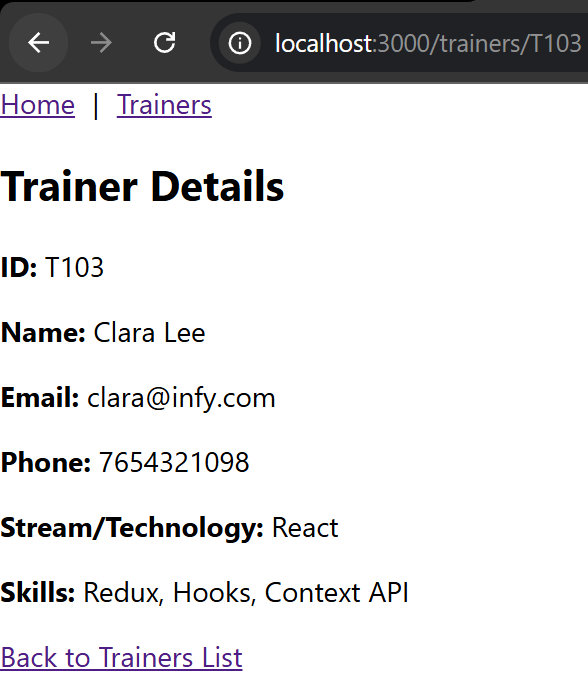 localhost:3000/trainers/T103
Home | Trainers
Trainer Details
ID: T103
Name: Clara Lee
Email: clara@infy.com
Phone: 7654321098
Stream/Technology: React
Skills: Redux, Hooks, Context API
Back to Trainers List